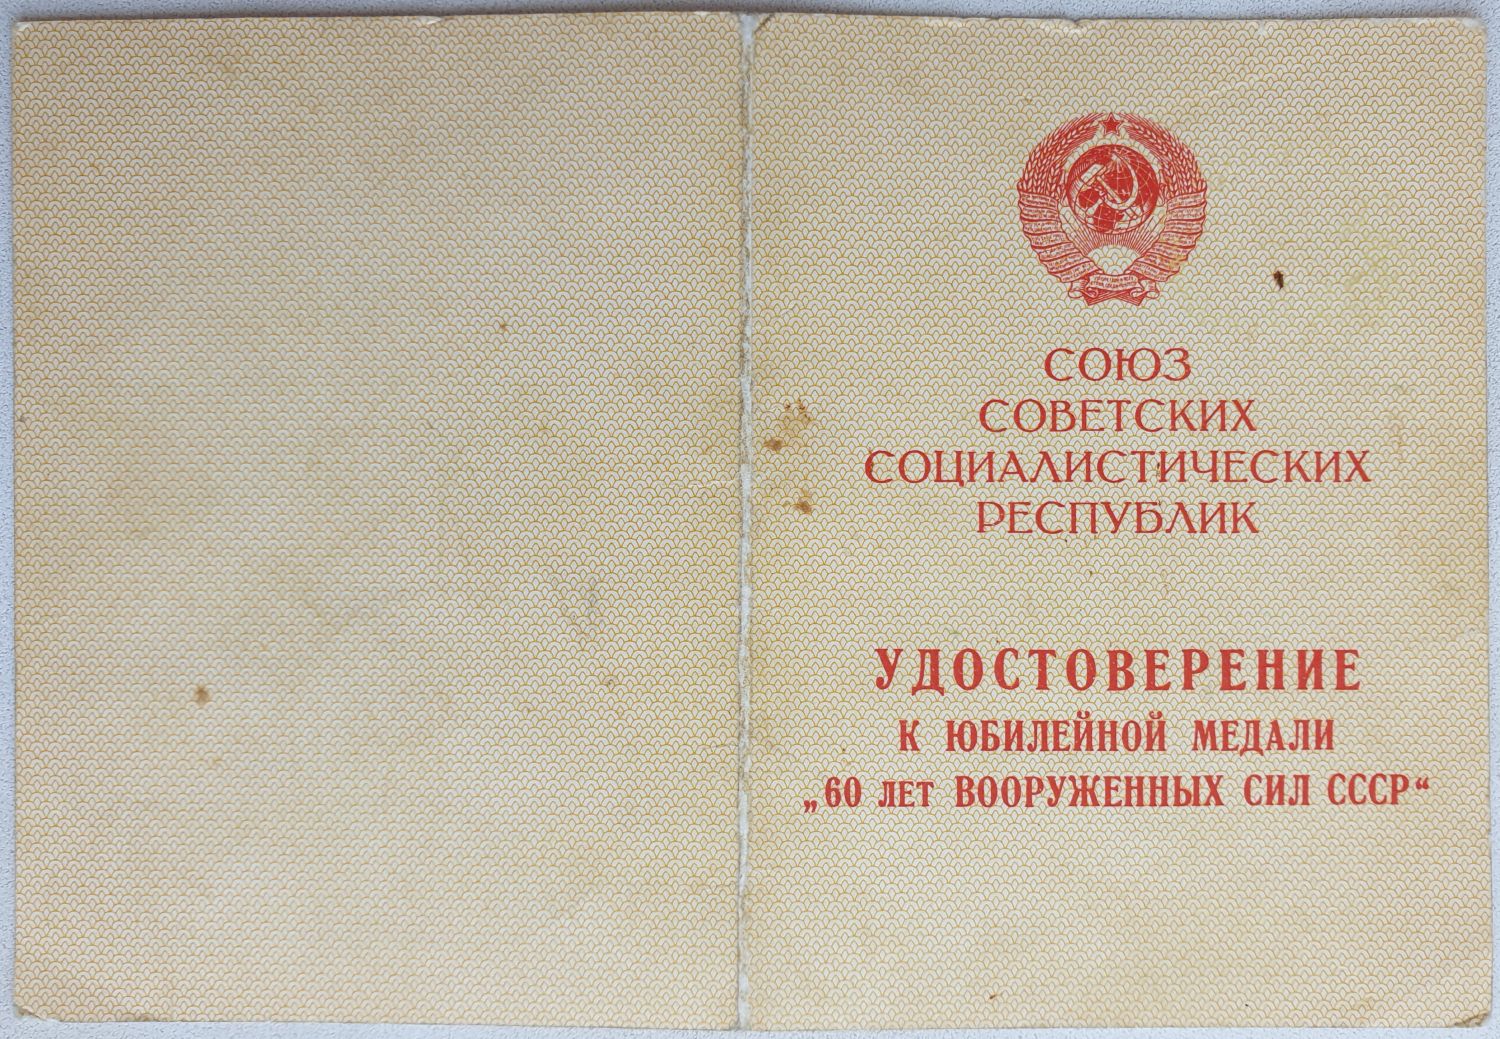 СОЮЗ
СОВЕТСКИХ
СОЦИАЛИСТИЧЕСКИХ
РЕСПУБЛИК
УДОСТОВЕРЕНИЕ
К ЮБИЛЕЙНОЙ МЕДАЛИ
„60 ЛЕТ ВООРУЖЕННЫХ СИЛ СССР“